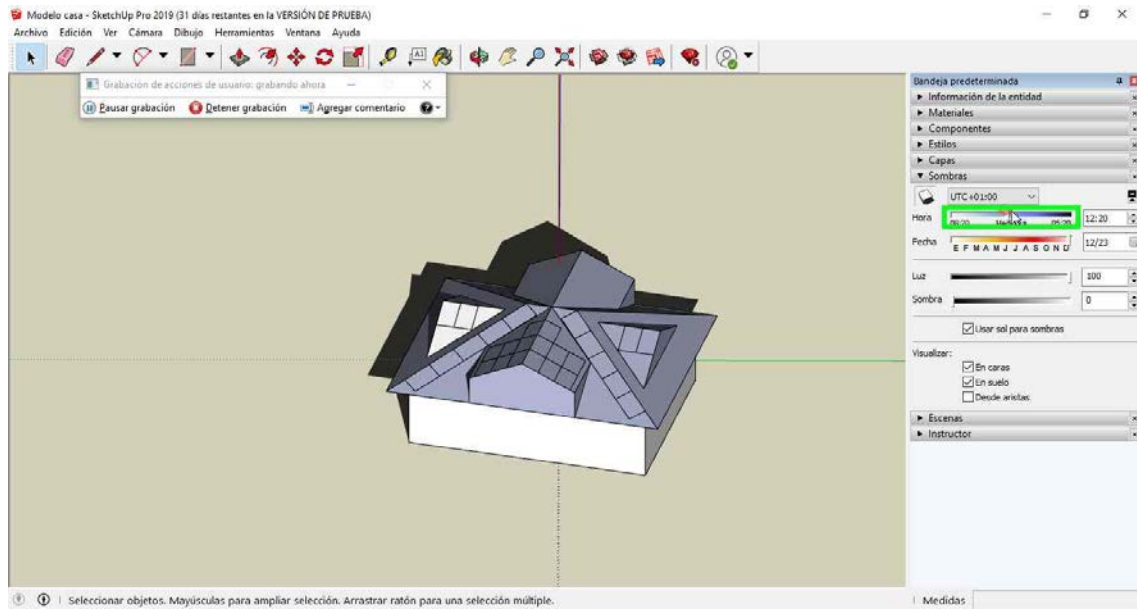 Modelo casa - SketchUp Pro 2019 (31 días restantes en la VERSIÓN DE PRUEBA)
Archivo Edición Ver Cámara Dibujo Herramientas Ventana Ayuda
A1
Grabación de acciones de usuario: grabando ahora
Pausar grabación Detener grabación Agregar comentario
Bandeja predeterminada
Información de la entidad
Materiales
Componentes
Estilos
Capas
Sombras
UTC+01:00
Hora 12:20
Fecha E F M A M J J A S O N D 12/23
Luz 100
Sombra 0
Usar sol para sombras
Visualizar:
En caras
En suelo
Desde aristas
Escenas
Instructor
Seleccionar objetos. Mayúsculas para ampliar selección. Arrastrar ratón para una selección múltiple.
Medidas